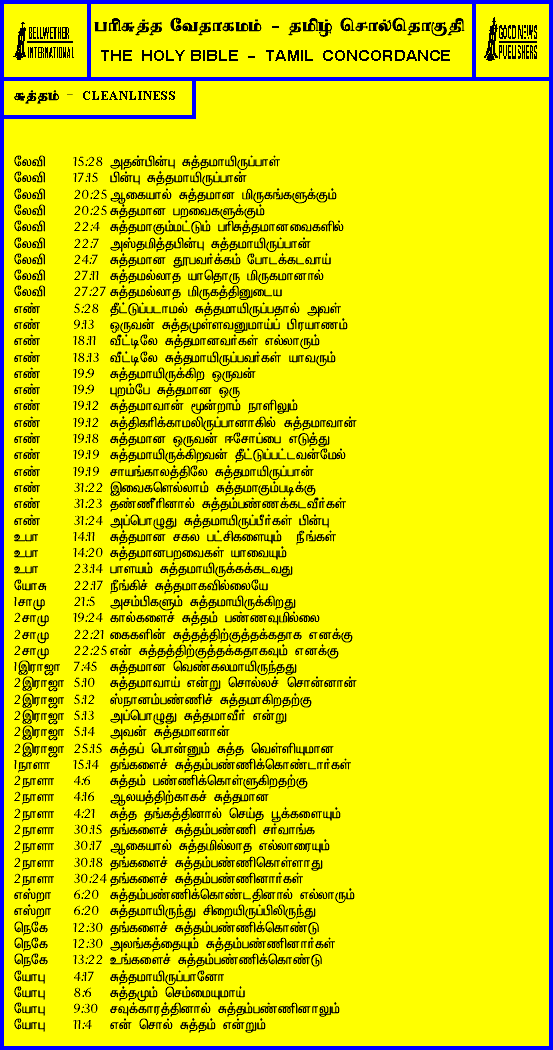 BELLWETHER
INTERNATIONAL
பரிசுத்த வேதாகமம் - தமிழ் சொல்தொகுதி
THE HOLY BIBLE - TAMIL CONCORDANCE
GOOD NEWS
PUBLISHERS
சுத்தம் - CLEANLINESS
லேவி 15:28 அதன்பின்பு சுத்தமாயிருப்பாள்
லேவி 17:15 பின்பு சுத்தமாயிருப்பான்
லேவி 20:25 ஆகையால் சுத்தமான மிருகங்களுக்கும்
லேவி 20:25 சுத்தமான பறவைகளுக்கும்
லேவி 22:4 சுத்தமாகும்மட்டும் பரிசுத்தமானவைகளில்
லேவி 22:7 அஸ்தமித்தபின்பு சுத்தமாயிருப்பான்
லேவி 24:7 சுத்தமான தூபவர்க்கம் போடக்கடவாய்
லேவி 27:11 சுத்தமல்லாத யாதொரு மிருகமானால்
லேவி 27:27 சுத்தமல்லாத மிருகத்தினுடைய
எண் 5:28 தீட்டுப்படாமல் சுத்தமாயிருப்பதால் அவள்
எண் 9:13 ஒருவன் சுத்தமுள்ளவனுமாய்ப் பிரயாணம்
எண் 18:11 வீட்டிலே சுத்தமானவர்கள் எல்லாரும்
எண் 18:13 வீட்டிலே சுத்தமாயிருப்பவர்கள் யாவரும்
எண் 19:9 சுத்தமாயிருக்கிற ஒருவன்
எண் 19:9 புறம்பே சுத்தமான ஒரு
எண் 19:12 சுத்தமாவான் மூன்றாம் நாளிலும்
எண் 19:12 சுத்திகரிக்காமலிருப்பானாகில் சுத்தமாவான்
எண் 19:18 சுத்தமான ஒருவன் ஈசோப்பை எடுத்து
எண் 19:19 சுத்தமாயிருக்கிறவன் தீட்டுப்பட்டவன்மேல்
எண் 19:19 சாயங்காலத்திலே சுத்தமாயிருப்பான்
எண் 31:22 இவைகளெல்லாம் சுத்தமாகும்படிக்கு
எண் 31:23 தண்ணீரினால் சுத்தம்பண்ணக்கடவீர்கள்
எண் 31:24 அப்பொழுது சுத்தமாயிருப்பீர்கள் பின்பு
உபா 14:11 சுத்தமான சகல பட்சிகளையும் நீங்கள்
உபா 14:20 சுத்தமானபறவைகள் யாவையும்
உபா 23:14 பாளயம் சுத்தமாயிருக்கக்கடவது
யோசு 22:17 நீங்கிச் சுத்தமாகவில்லையே
1சாமு 21:5 அசம்பிகளும் சுத்தமாயிருக்கிறது
2சாமு 19:24 கால்களைச் சுத்தம் பண்ணவுமில்லை
2சாமு 22:21 கைகளின் சுத்தத்திற்குத்தக்கதாக எனக்கு
2சாமு 22:25 என் சுத்தத்திற்குத்தக்கதாகவும் எனக்கு
1இராஜா 7:45 சுத்தமான வெண்கலமாயிருந்தது
2இராஜா 5:10 சுத்தமாவாய் என்று சொல்லச் சொன்னான்
2இராஜா 5:12 ஸ்நானம்பண்ணிச் சுத்தமாகிறதற்கு
2இராஜா 5:13 அப்பொழுது சுத்தமாவீர் என்று
2இராஜா 5:14 அவன் சுத்தமானான்
2இராஜா 25:15 சுத்தப் பொன்னும் சுத்த வெள்ளியுமான
1நாளா 15:14 தங்களைச் சுத்தம்பண்ணிக்கொண்டார்கள்
2நாளா 4:6 சுத்தம் பண்ணிக்கொள்ளுகிறதற்கு
2நாளா 4:16 ஆலயத்திற்காகச் சுத்தமான
2நாளா 4:21 சுத்த தங்கத்தினால் செய்த பூக்களையும்
2நாளா 30:15 தங்களைச் சுத்தம்பண்ணி சர்வாங்க
2நாளா 30:17 ஆகையால் சுத்தமில்லாத எல்லாரையும்
2நாளா 30:18 தங்களைச் சுத்தம்பண்ணிகொள்ளாது
2நாளா 30:24 தங்களைச் சுத்தம்பண்ணினார்கள்
எஸ்றா 6:20 சுத்தம்பண்ணிக்கொண்டதினால் எல்லாரும்
எஸ்றா 6:20 சுத்தமாயிருந்து சிறையிருப்பிலிருந்து
நெகே 12:30 தங்களைச் சுத்தம்பண்ணிக்கொண்டு
நெகே 12:30 அலங்கத்தையும் சுத்தம்பண்ணினார்கள்
நெகே 13:22 உங்களைச் சுத்தம்பண்ணிக்கொண்டு
யோபு 4:17 சுத்தமாயிருப்பானோ
யோபு 8:6 சுத்தமும் செம்மையுமாய்
யோபு 9:30 சவுக்காரத்தினால் சுத்தம்பண்ணினாலும்
யோபு 11:4 என் சொல் சுத்தம் என்றும்